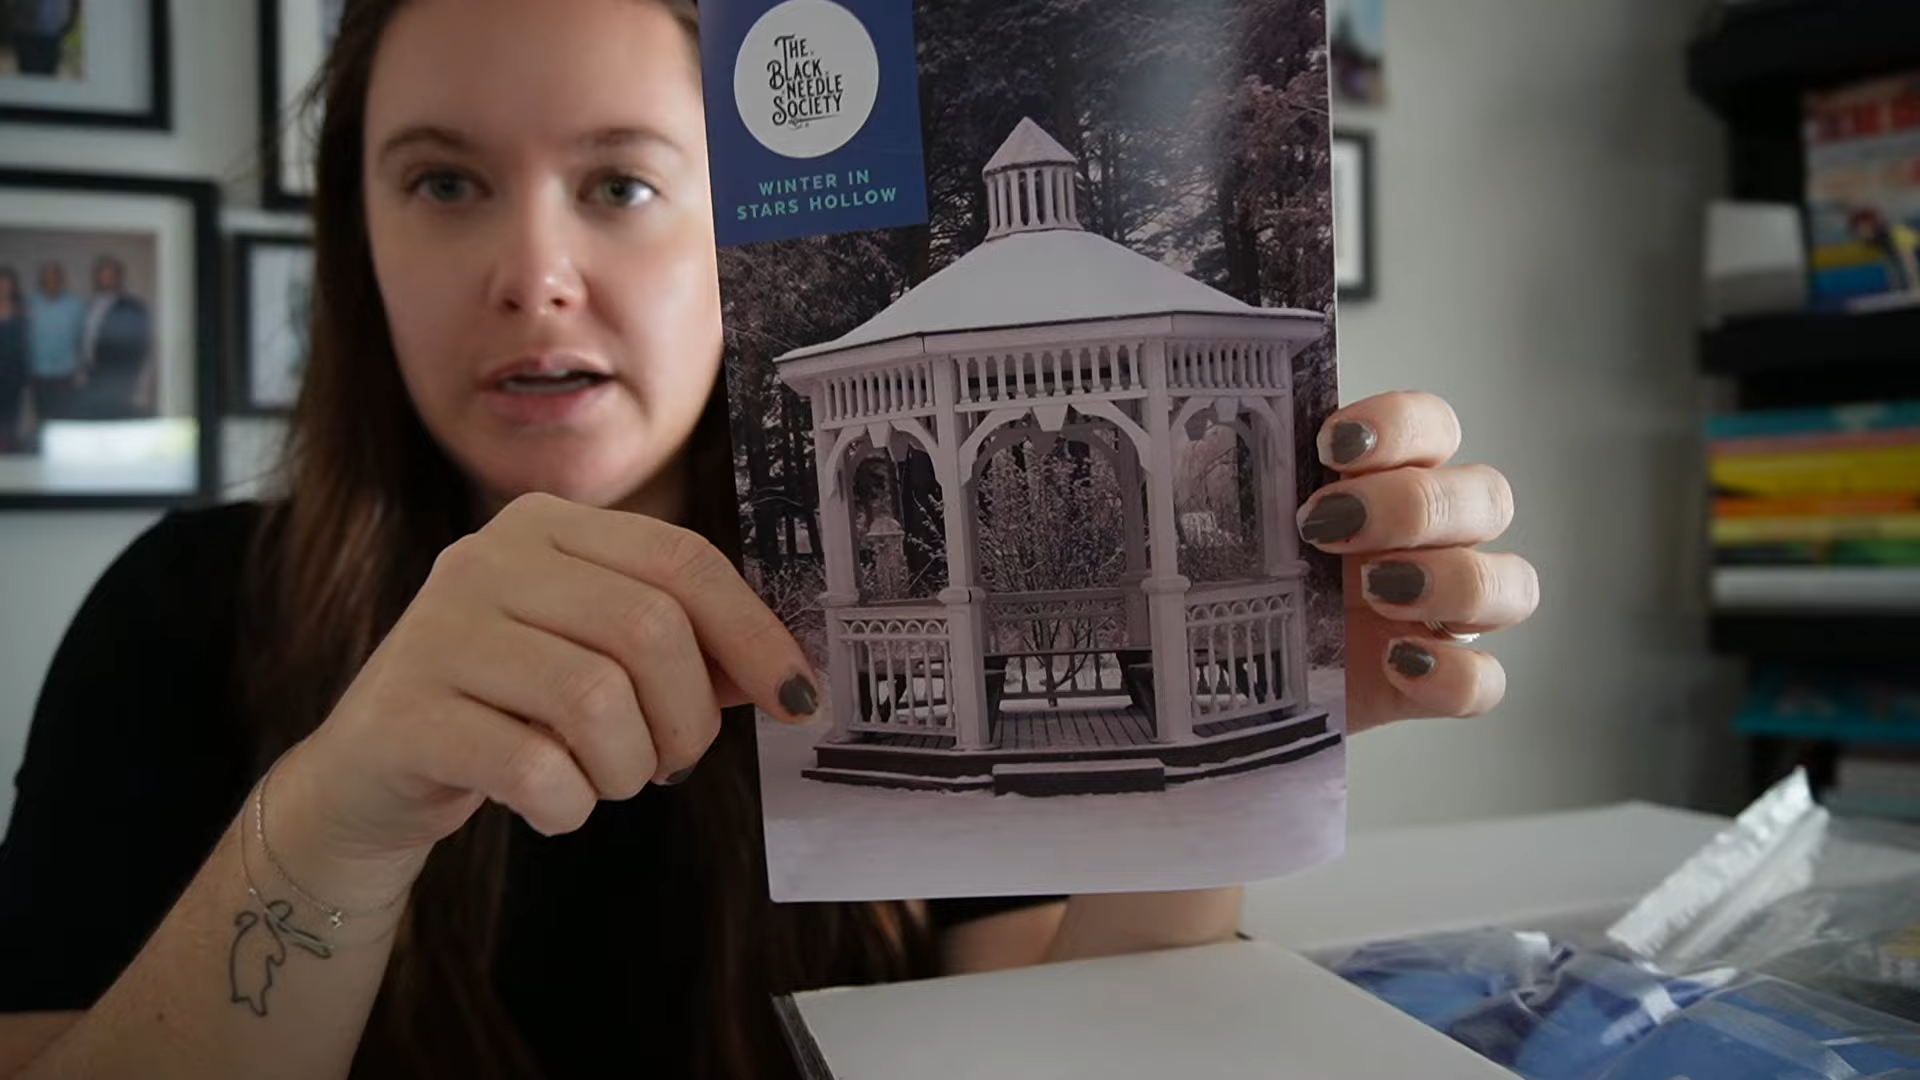 THE
BLACK
NEEDLE
SOCIETY
WINTER IN
STARS HOLLOW